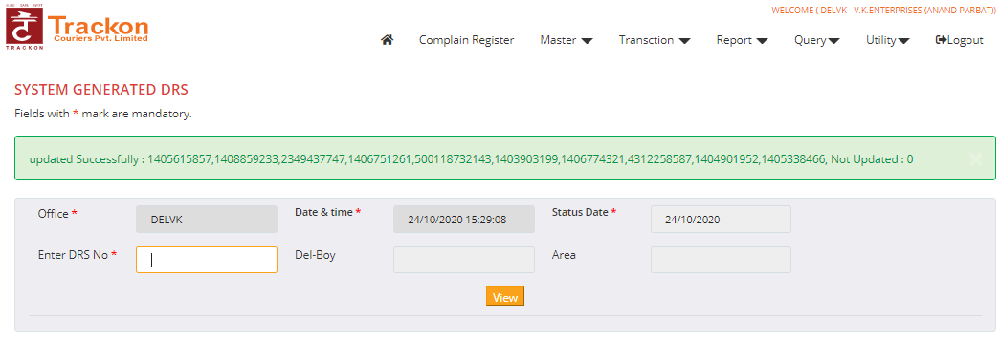 SURE SAFE SWIFT
TRACKON
Trackon
Couriers Pvt. Limited
WELCOME ( DELVK - V.K.ENTERPRISES (ANAND PARBAT))
Complain Register Master Transction Report Query Utility Logout
SYSTEM GENERATED DRS
Fields with * mark are mandatory.
updated Successfully : 1405615857,1408859233,2349437747,1406751261,500118732143,1403903199,1406774321,4312258587,1404901952,1405338466, Not Updated : 0 ×
Office * DELVK Date & time * 24/10/2020 15:29:08 Status Date * 24/10/2020
Enter DRS No * Del-Boy Area
View